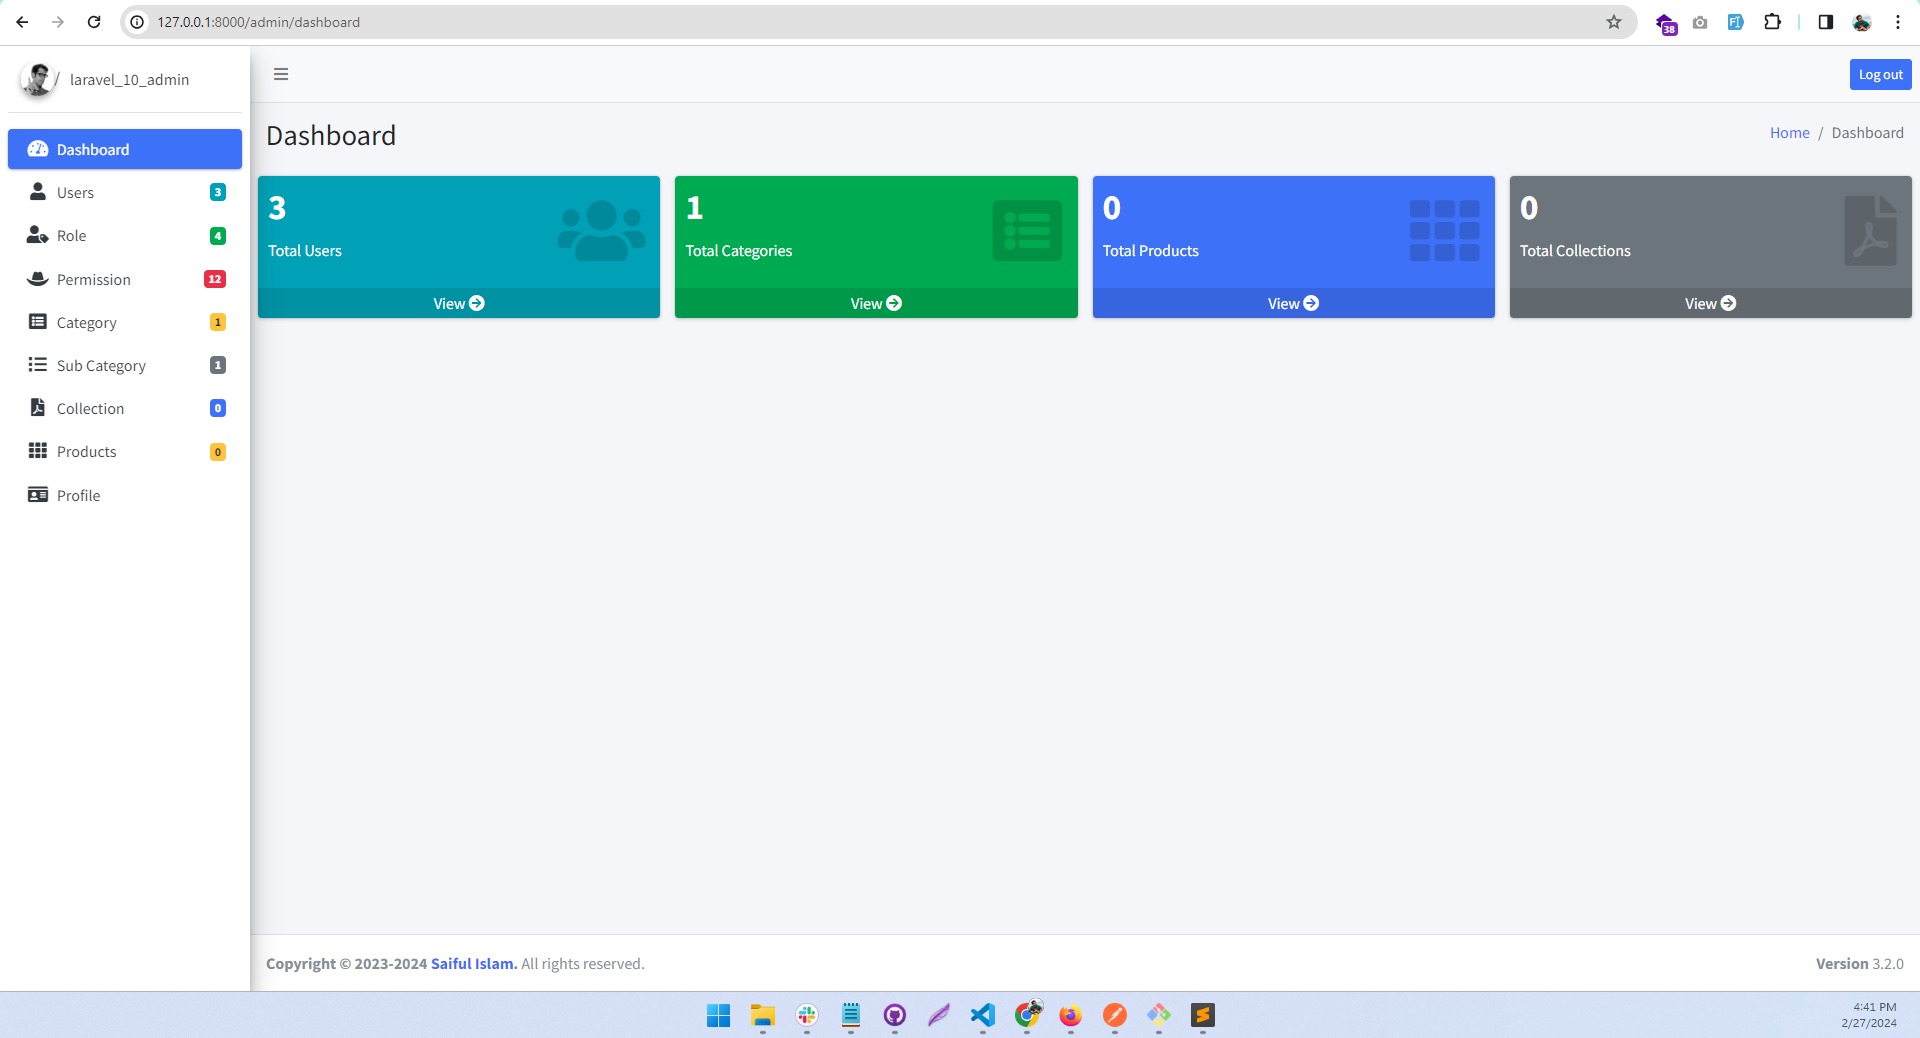 127.0.0.1:8000/admin/dashboard
38
laravel_10_admin
Log out
Dashboard
Home / Dashboard
Dashboard
Users 3
Role 4
Permission 12
Category 1
Sub Category 1
Collection 0
Products 0
Profile
3
Total Users
View
1
Total Categories
View
0
Total Products
View
0
Total Collections
View
Copyright © 2023-2024 Saiful Islam. All rights reserved.
Version 3.2.0
4:41 PM
2/27/2024